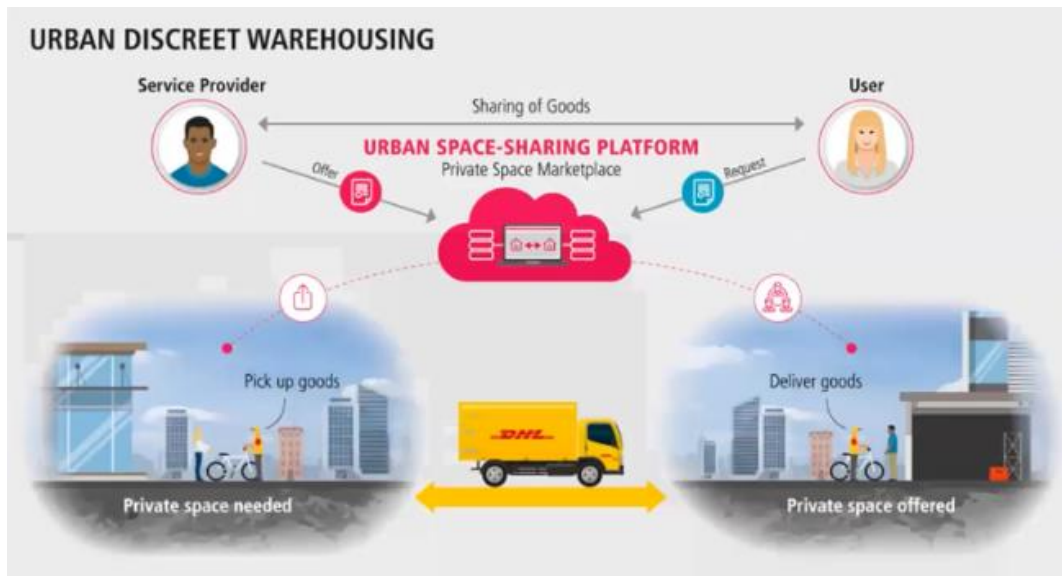 URBAN DISCREET WAREHOUSING
Service Provider
User
Sharing of Goods
URBAN SPACE-SHARING PLATFORM
Private Space Marketplace
Offer
Request
Pick up goods
Deliver goods
DHL
Private space needed
Private space offered